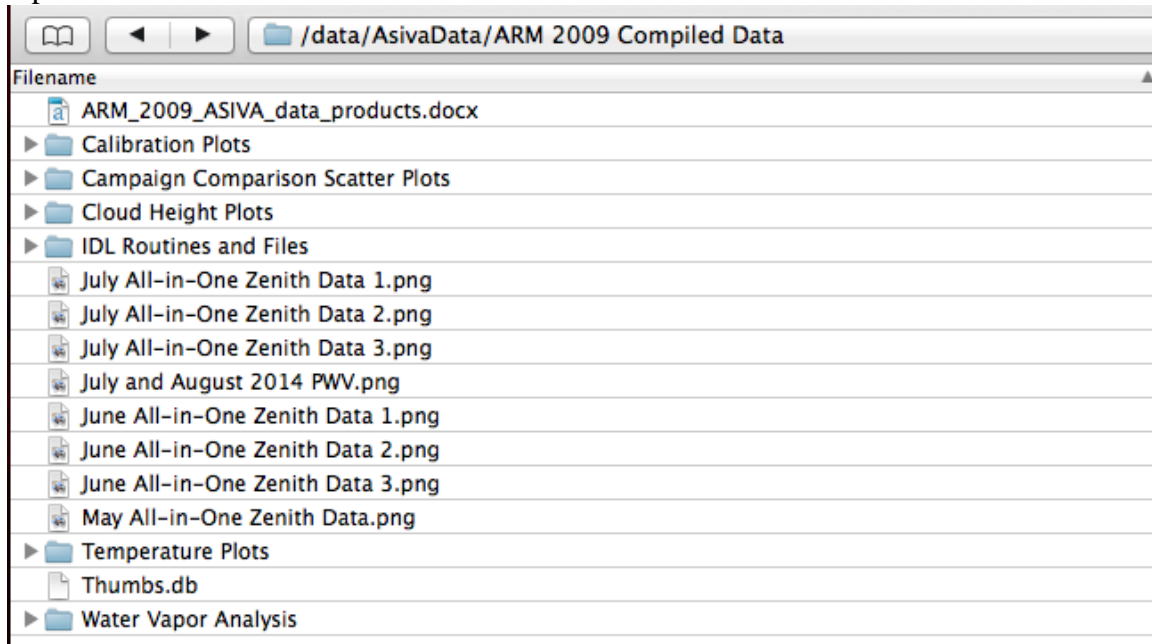 /data/AsivaData/ARM 2009 Compiled Data
Filename
ARM_2009_ASIVA_data_products.docx
Calibration Plots
Campaign Comparison Scatter Plots
Cloud Height Plots
IDL Routines and Files
July All-in-One Zenith Data 1.png
July All-in-One Zenith Data 2.png
July All-in-One Zenith Data 3.png
July and August 2014 PWV.png
June All-in-One Zenith Data 1.png
June All-in-One Zenith Data 2.png
June All-in-One Zenith Data 3.png
May All-in-One Zenith Data.png
Temperature Plots
Thumbs.db
Water Vapor Analysis